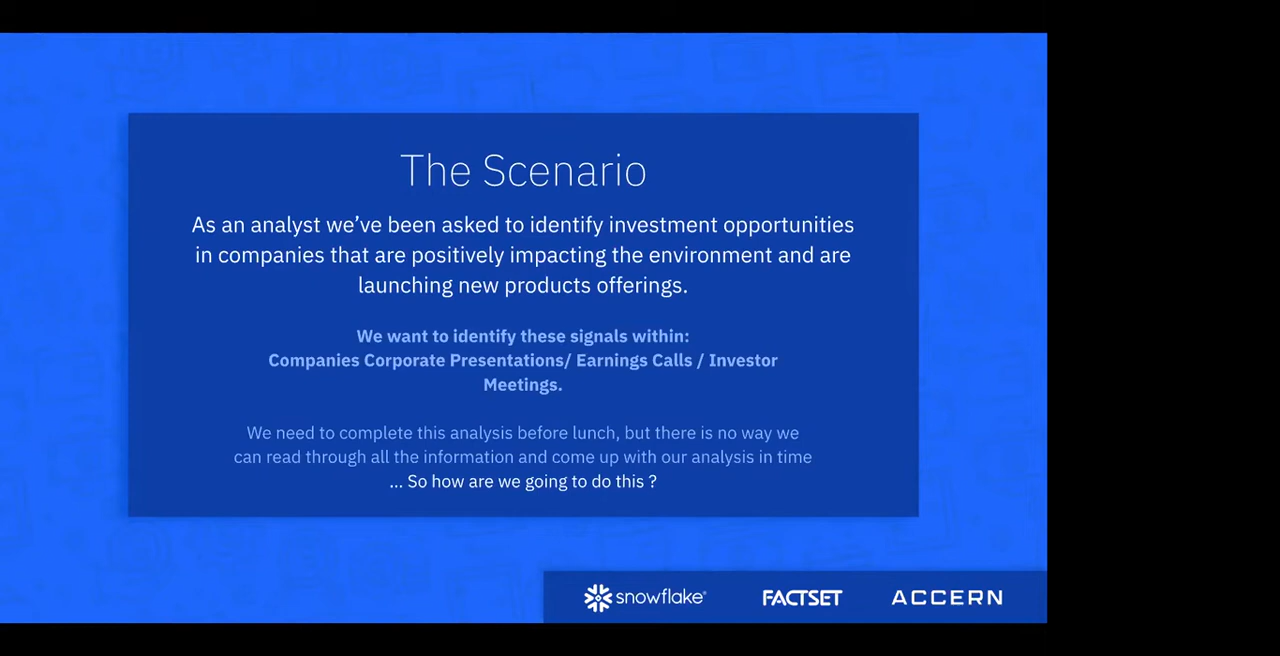 The Scenario
As an analyst we’ve been asked to identify investment opportunities
in companies that are positively impacting the environment and are
launching new products offerings.
We want to identify these signals within:
Companies Corporate Presentations/ Earnings Calls / Investor
Meetings.
We need to complete this analysis before lunch, but there is no way we
can read through all the information and come up with our analysis in time
... So how are we going to do this ?
snowflake® FACTSET ACCERN